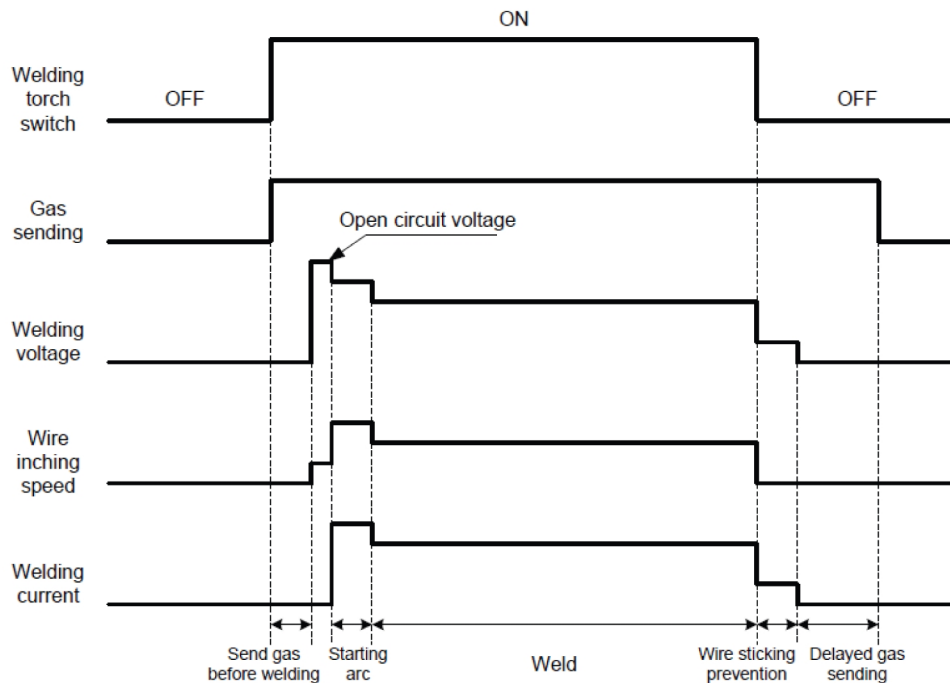 ON
Welding
torch
switch
OFF
OFF
Gas
sending
Open circuit voltage
Welding
voltage
Wire
inching
speed
Welding
current
Send gas
before welding
Starting
arc
Weld
Wire sticking
prevention
Delayed gas
sending